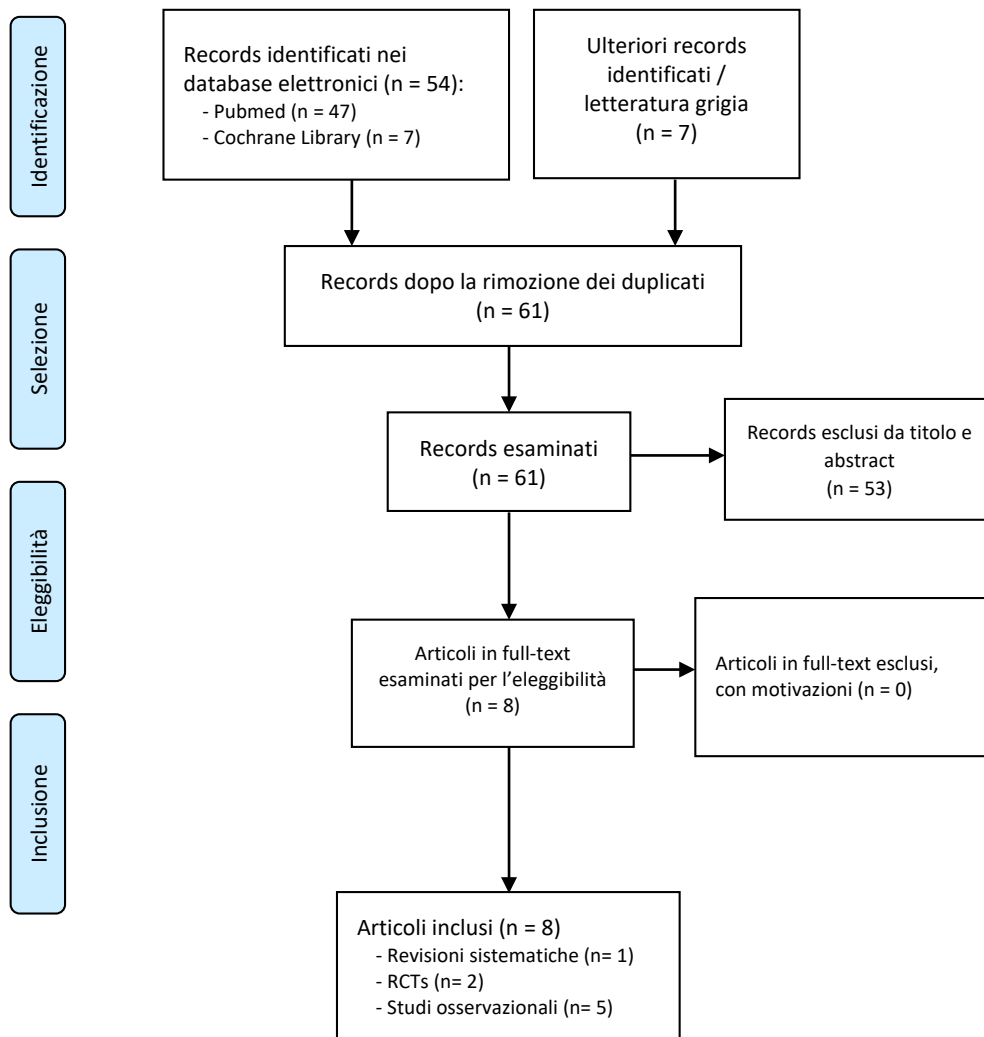 Identificazione
Records identificati nei
database elettronici (n = 54):
- Pubmed (n = 47)
- Cochrane Library (n = 7)
Ulteriori records
identificati /
letteratura grigia
(n = 7)
Selezione
Records dopo la rimozione dei duplicati
(n = 61)
Records esaminati
(n = 61)
Records esclusi da titolo e
abstract
(n = 53)
Eleggibilità
Articoli in full-text
esaminati per l’eleggibilità
(n = 8)
Articoli in full-text esclusi,
con motivazioni (n = 0)
Inclusione
Articoli inclusi (n = 8)
- Revisioni sistematiche (n= 1)
- RCTs (n= 2)
- Studi osservazionali (n= 5)